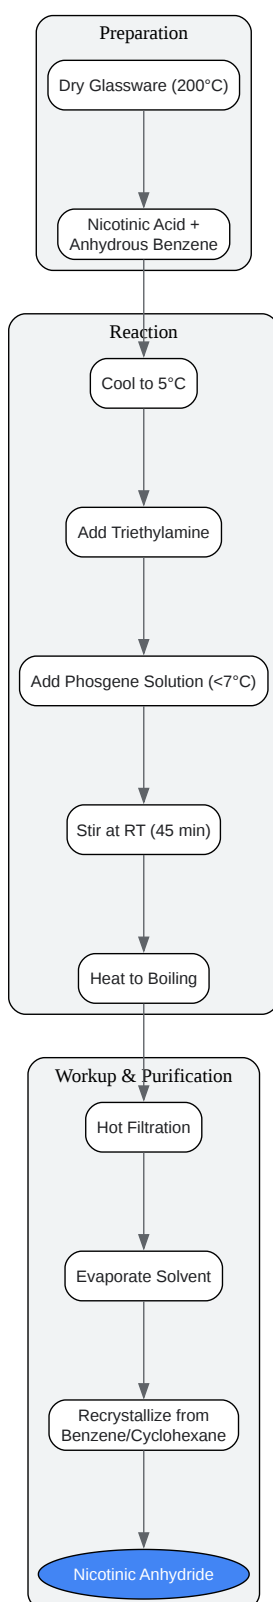 Preparation
Dry Glassware (200°C)
Nicotinic Acid +
Anhydrous Benzene
Reaction
Cool to 5°C
Add Triethylamine
Add Phosgene Solution (<7°C)
Stir at RT (45 min)
Heat to Boiling
Workup & Purification
Hot Filtration
Evaporate Solvent
Recrystallize from
Benzene/Cyclohexane
Nicotinic Anhydride